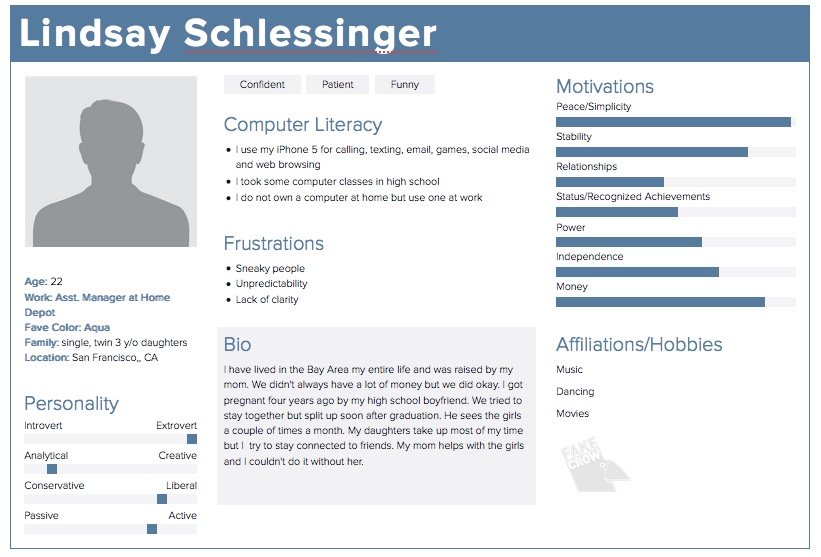 Lindsay Schlessinger
Age: 22
Work: Asst. Manager at Home
Depot
Fave Color: Aqua
Family: single, twin 3 y/o daughters
Location: San Francisco,, CA
Personality
Introvert Extrovert
Analytical Creative
Conservative Liberal
Passive Active
Confident Patient Funny
Computer Literacy
• I use my iPhone 5 for calling, texting, email, games, social media
and web browsing
• I took some computer classes in high school
• I do not own a computer at home but use one at work
Frustrations
• Sneaky people
• Unpredictability
• Lack of clarity
Bio
I have lived in the Bay Area my entire life and was raised by my
mom. We didn't always have a lot of money but we did okay. I got
pregnant four years ago by my high school boyfriend. We tried to
stay together but split up soon after graduation. He sees the girls
a couple of times a month. My daughters take up most of my time
but I try to stay connected to friends. My mom helps with the girls
and I couldn't do it without her.
Motivations
Peace/Simplicity
Stability
Relationships
Status/Recognized Achievements
Power
Independence
Money
Affiliations/Hobbies
Music
Dancing
Movies
FAKE
CROW